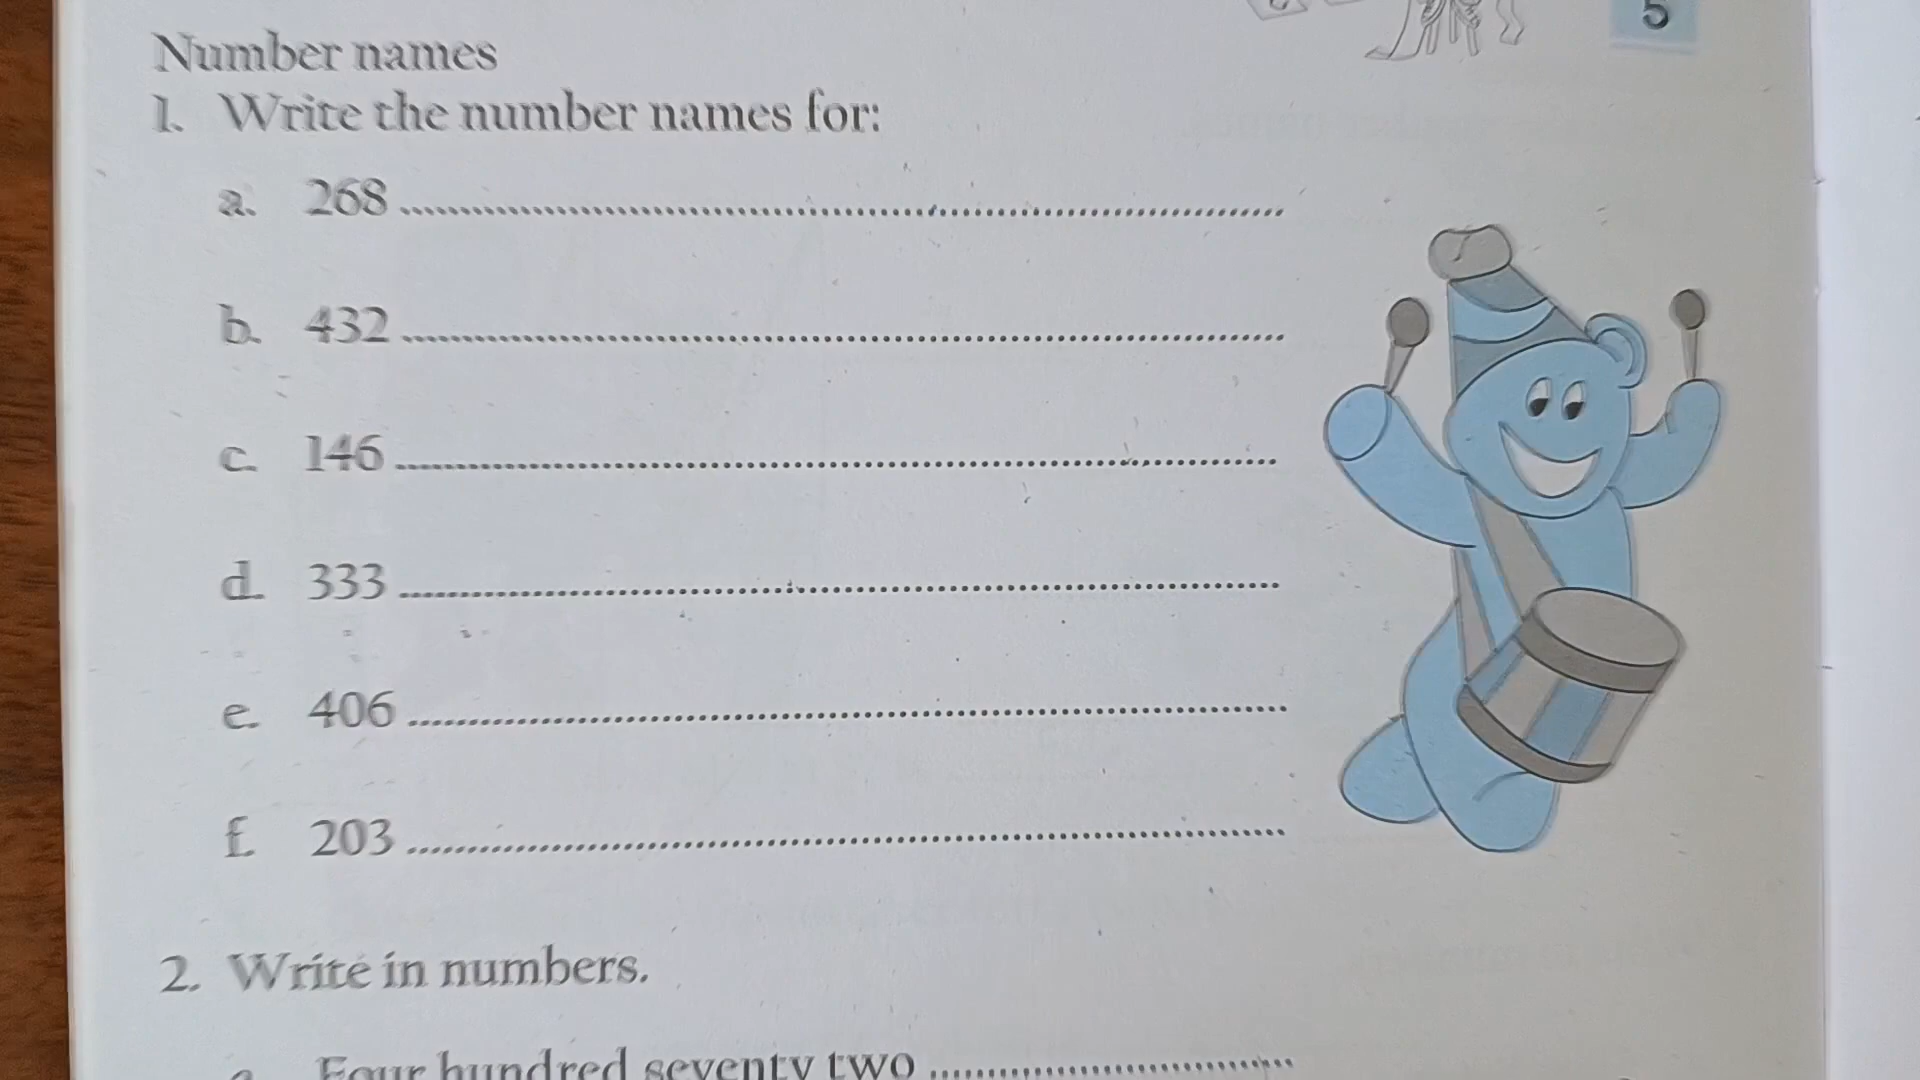 5
Number names
1. Write the number names for:
a. 268 ................................................................................
b. 432 ................................................................................
c. 146 ................................................................................
d. 333 ................................................................................
e. 406 ................................................................................
f. 203 ................................................................................
2. Write in numbers.
a. Four hundred seventy two ................................